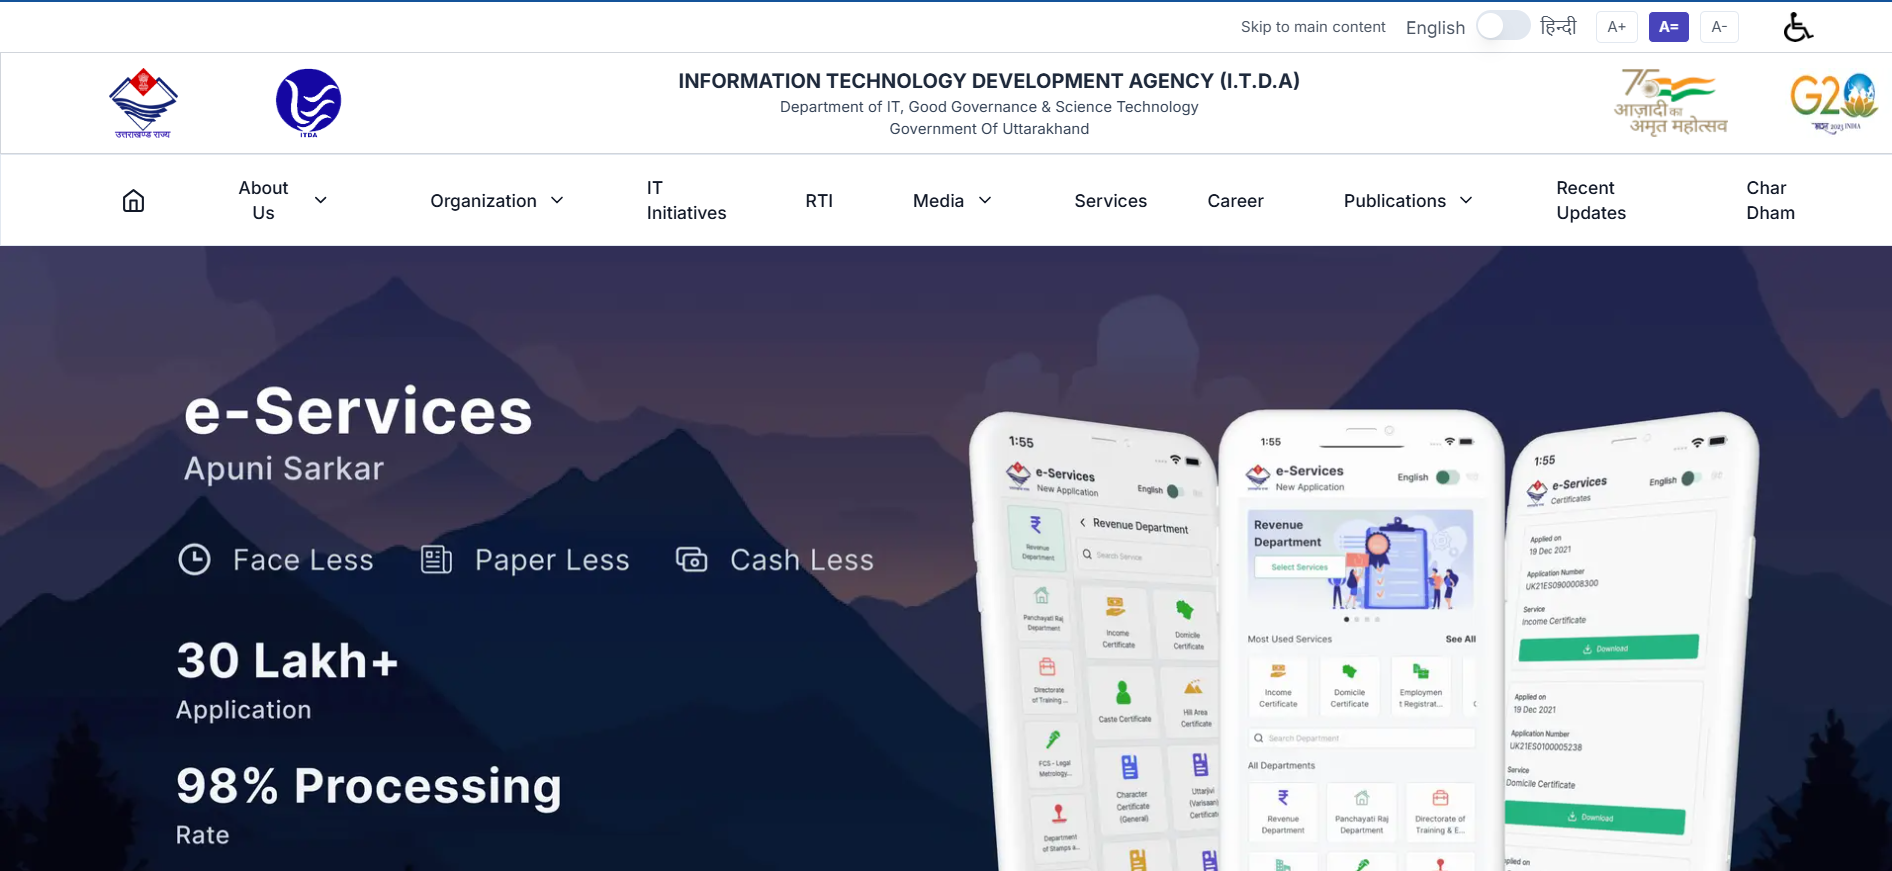 Skip to main content English हिन्दी A+ A= A-
उत्तराखण्ड राज्य
ITDA
INFORMATION TECHNOLOGY DEVELOPMENT AGENCY (I.T.D.A)
Department of IT, Good Governance & Science Technology
Government Of Uttarakhand
75
आज़ादी का
अमृत महोत्सव
G20
भारत 2023 INDIA
About Us
Organization
IT Initiatives
RTI
Media
Services
Career
Publications
Recent Updates
Char Dham
e-Services
Apuni Sarkar
Face Less Paper Less Cash Less
30 Lakh+
Application
98% Processing
Rate
1:55
e-Services
New Application
English
Revenue Department
Search Service
Revenue Department
Panchayati Raj Department
Income Certificate
Domicile Certificate
Directorate of Training ...
Caste Certificate
Hill Area Certificate
FCS - Legal Metrology...
Character Certificate (General)
Uttarjivi (Varisaan) Certificat
Department of Stamps a..
1:55
e-Services
New Application
English
Revenue
Department
Select Services
Most Used Services See All
Income Certificate
Domicile Certificate
Employmen t Registrat...
Search Department
All Departments
Revenue Department
Panchayati Raj Department
Directorate of Training & E...
1:55
e-Services
Certificates
English
Applied on
19 Dec 2021
Application Number
UK21ES0900008300
Service
Income Certificate
Download
Applied on
19 Dec 2021
Application Number
UK21ES0100005238
Service
Domicile Certificate
Download